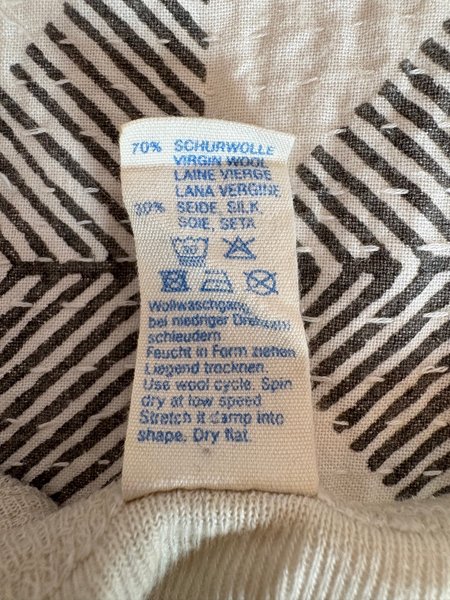 70% SCHURWOLLE
VIRGIN WOOL
LAINE VIERGE
LANA VERGINE
30% SEIDE, SILK,
SOIE, SETA
30
Wollwaschgang,
bei niedriger Drehzahl
schleudern.
Feucht in Form ziehen
Liegend trocknen.
Use wool cycle. Spin
dry at low speed
Stretch it damp into
shape. Dry flat.